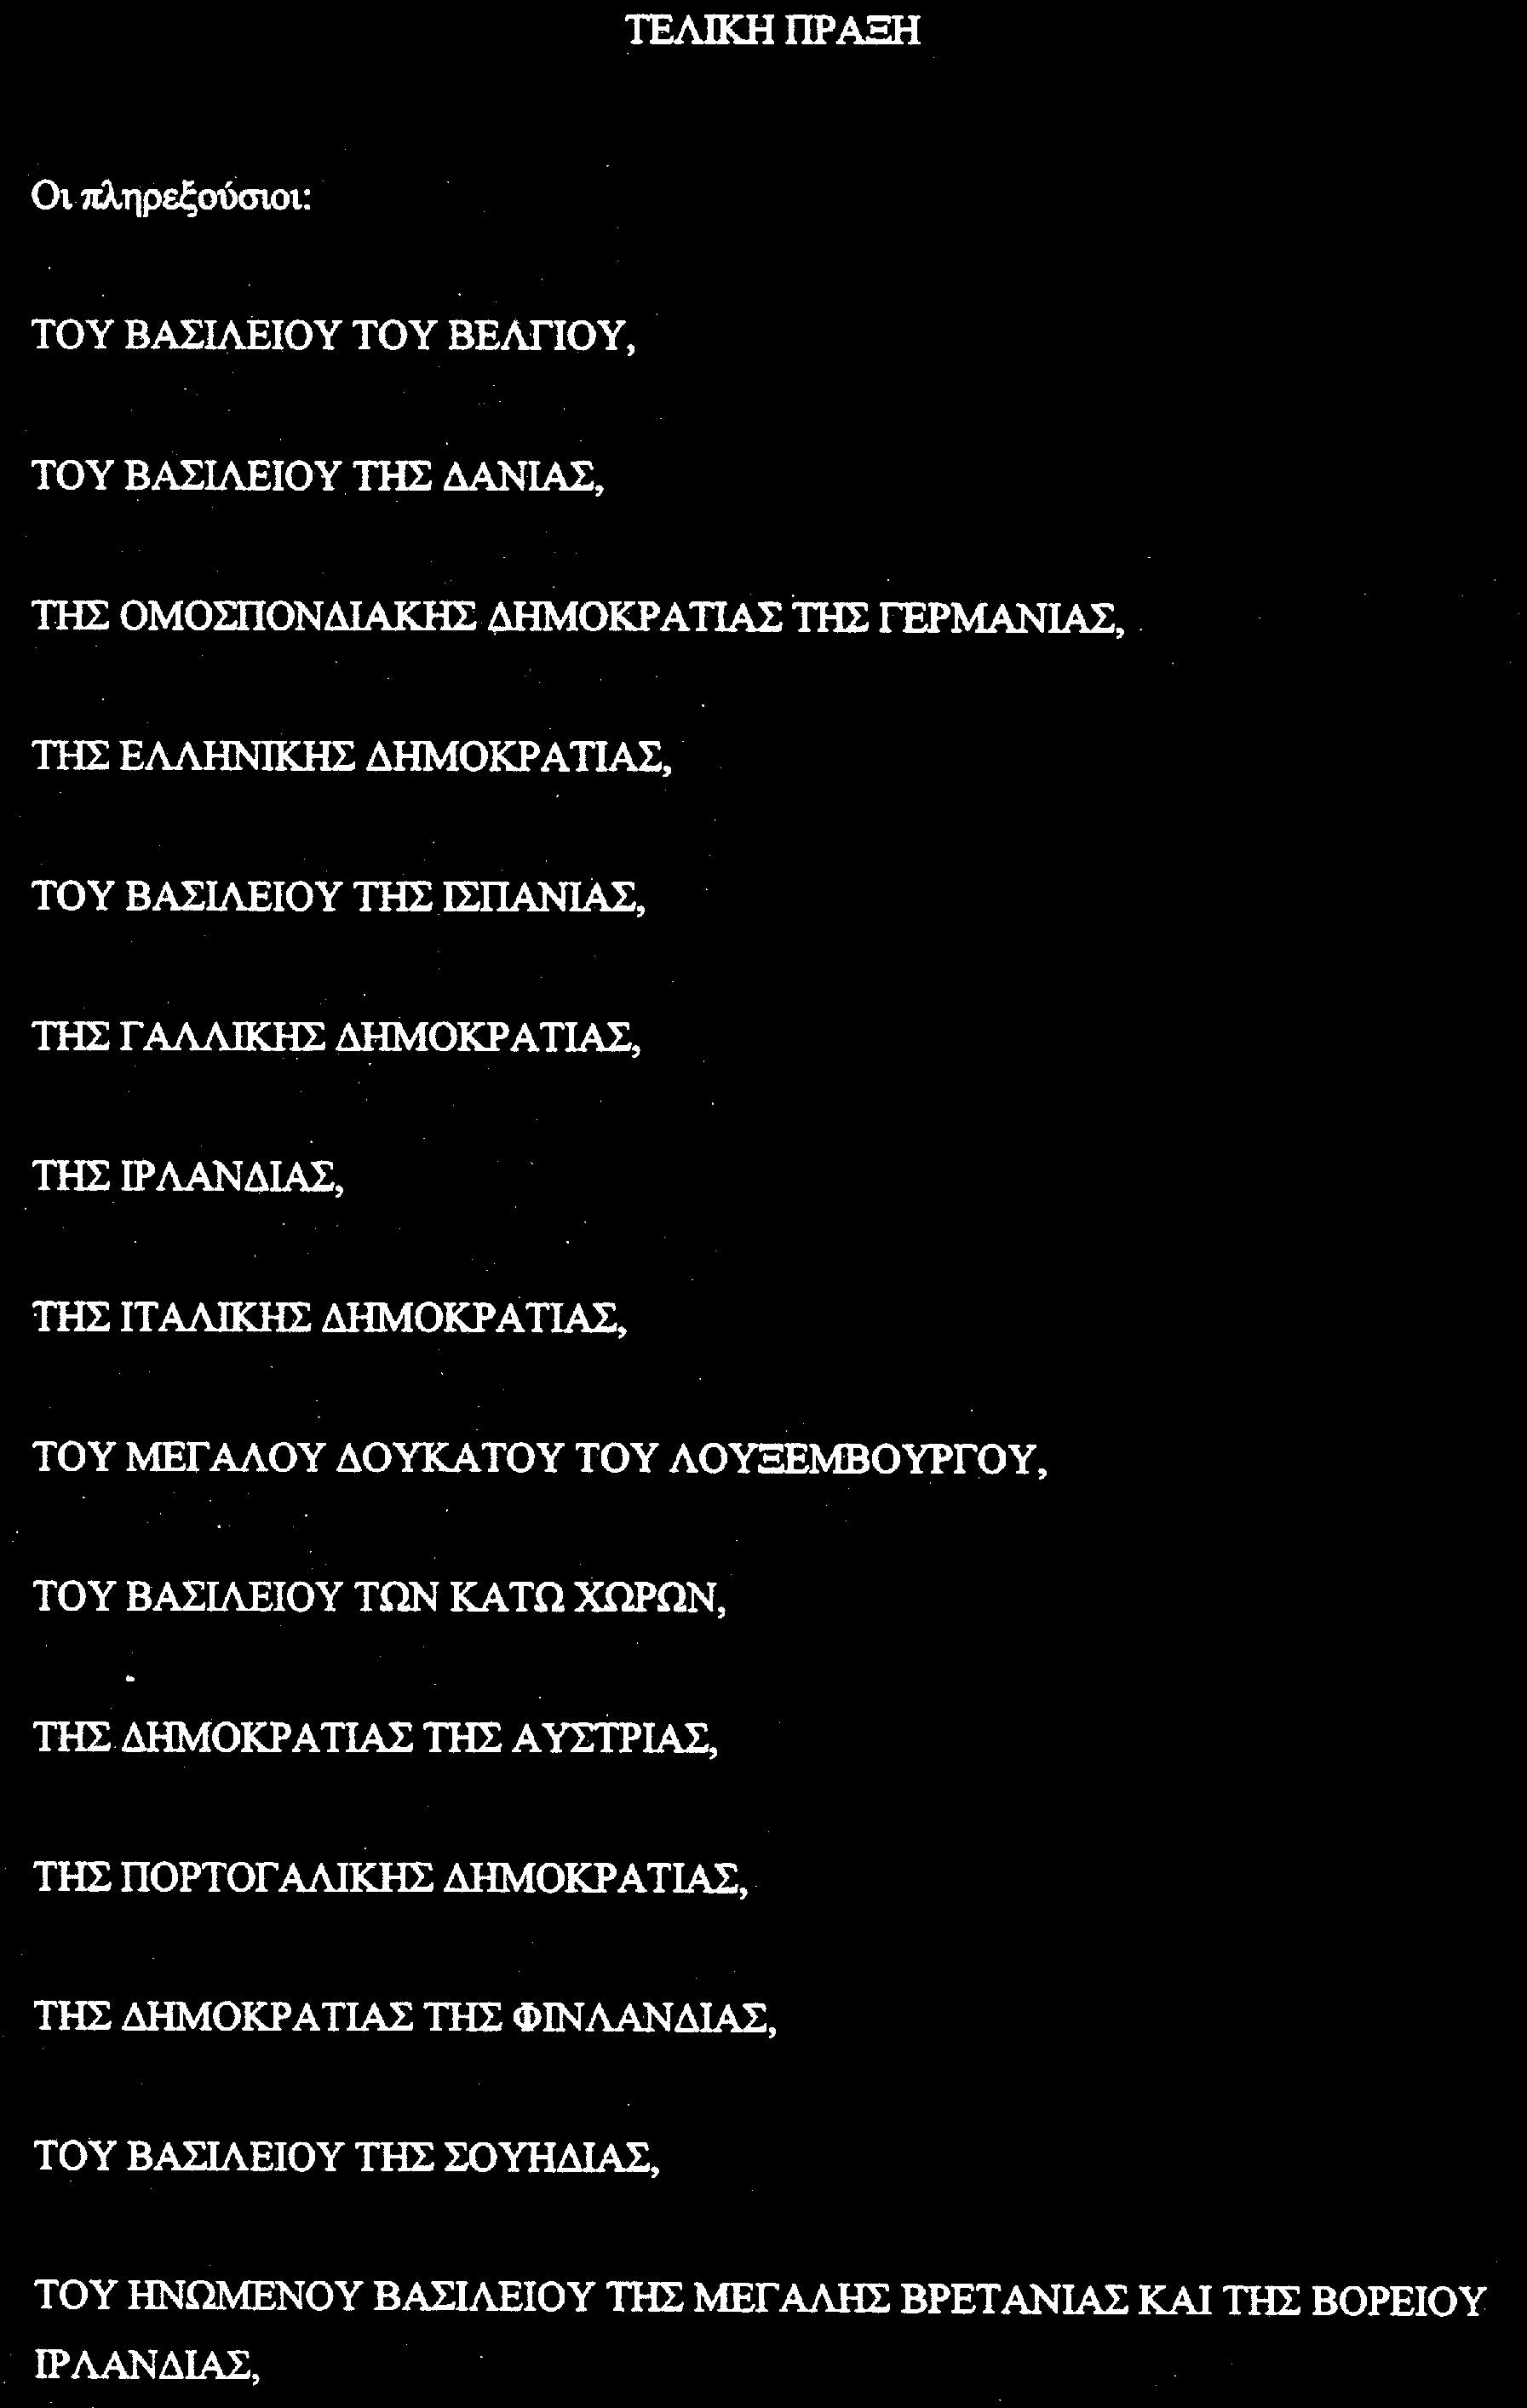 ΤΕΛΙΚΗ ΠΡΑΞΗ
Οι πληρεξούσιοι:
ΤΟΥ ΒΑΣΙΛΕΙΟΥ ΤΟΥ ΒΕΛΓΙΟΥ,
ΤΟΥ ΒΑΣΙΛΕΙΟΥ ΤΗΣ ΔΑΝΙΑΣ,
ΤΗΣ ΟΜΟΣΠΟΝΔΙΑΚΗΣ ΔΗΜΟΚΡΑΤΙΑΣ ΤΗΣ ΓΕΡΜΑΝΙΑΣ,
ΤΗΣ ΕΛΛΗΝΙΚΗΣ ΔΗΜΟΚΡΑΤΙΑΣ,
ΤΟΥ ΒΑΣΙΛΕΙΟΥ ΤΗΣ ΙΣΠΑΝΙΑΣ,
ΤΗΣ ΓΑΛΛΙΚΗΣ ΔΗΜΟΚΡΑΤΙΑΣ,
ΤΗΣ ΙΡΛΑΝΔΙΑΣ,
ΤΗΣ ΙΤΑΛΙΚΗΣ ΔΗΜΟΚΡΑΤΙΑΣ,
ΤΟΥ ΜΕΓΑΛΟΥ ΔΟΥΚΑΤΟΥ ΤΟΥ ΛΟΥΞΕΜΒΟΥΡΓΟΥ,
ΤΟΥ ΒΑΣΙΛΕΙΟΥ ΤΩΝ ΚΑΤΩ ΧΩΡΩΝ,
ΤΗΣ ΔΗΜΟΚΡΑΤΙΑΣ ΤΗΣ ΑΥΣΤΡΙΑΣ,
ΤΗΣ ΠΟΡΤΟΓΑΛΙΚΗΣ ΔΗΜΟΚΡΑΤΙΑΣ,
ΤΗΣ ΔΗΜΟΚΡΑΤΙΑΣ ΤΗΣ ΦΙΝΛΑΝΔΙΑΣ,
ΤΟΥ ΒΑΣΙΛΕΙΟΥ ΤΗΣ ΣΟΥΗΔΙΑΣ,
ΤΟΥ ΗΝΩΜΕΝΟΥ ΒΑΣΙΛΕΙΟΥ ΤΗΣ ΜΕΓΑΛΗΣ ΒΡΕΤΑΝΙΑΣ ΚΑΙ ΤΗΣ ΒΟΡΕΙΟΥ
ΙΡΛΑΝΔΙΑΣ,